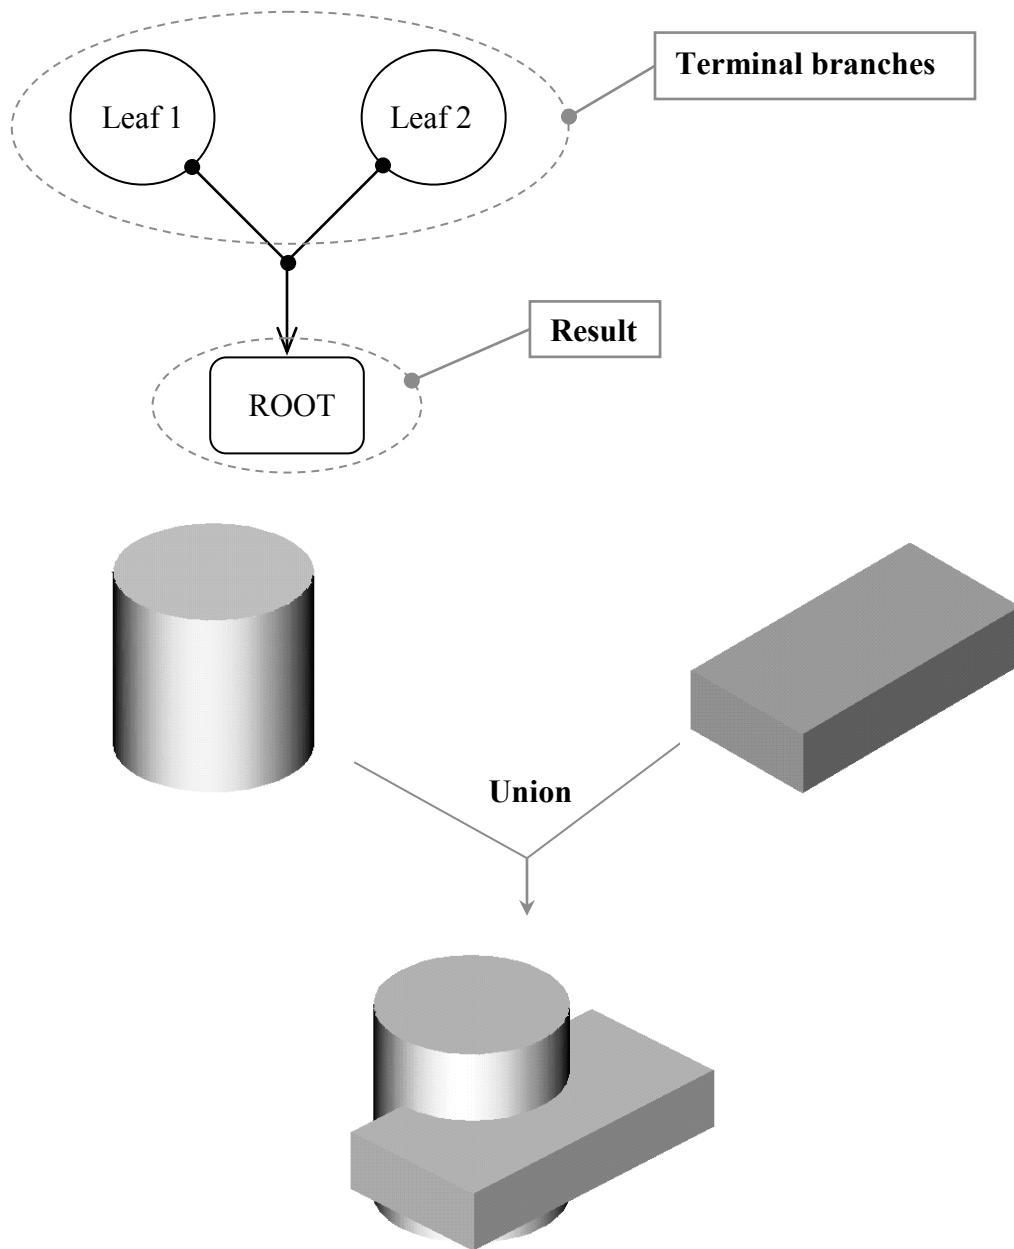 Terminal branches
Leaf 1
Leaf 2
Result
ROOT
Union